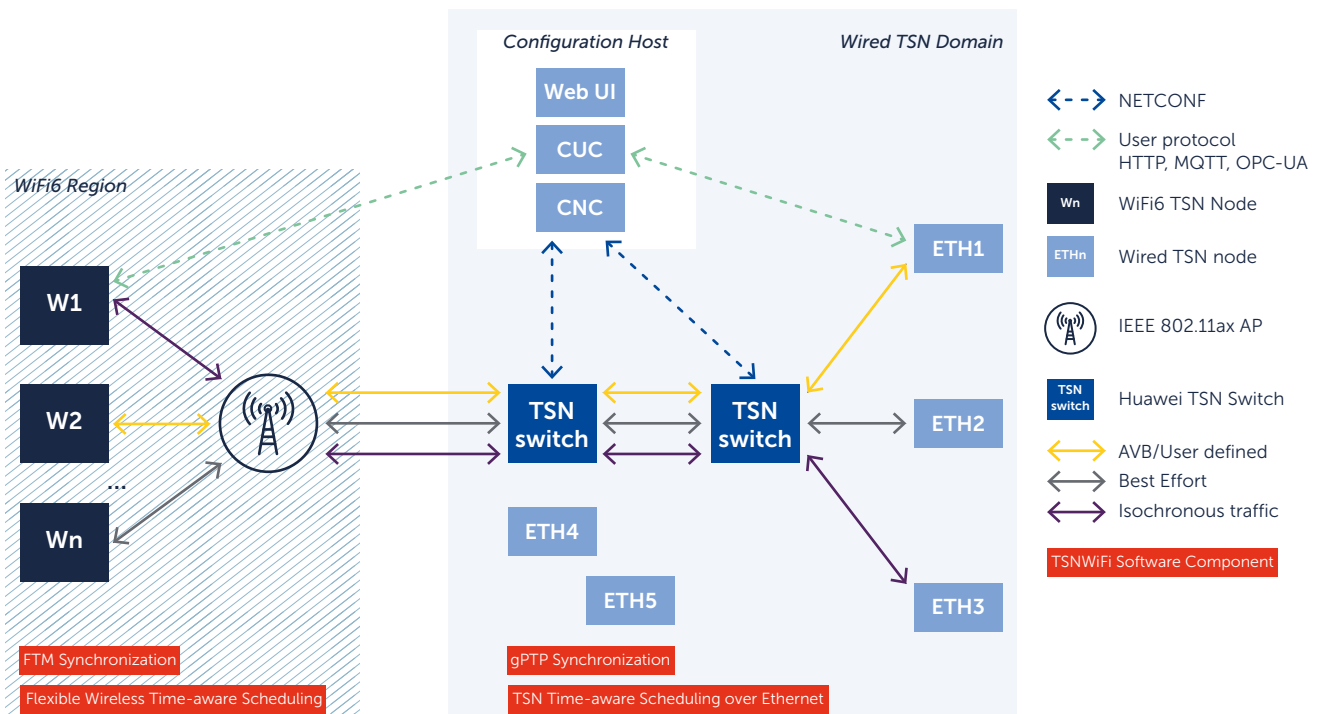 Configuration Host
Wired TSN Domain
Web UI
CUC
CNC
WiFi6 Region
W1
W2
...
Wn
TSN
switch
TSN
switch
ETH1
ETH2
ETH3
ETH4
ETH5
FTM Synchronization
Flexible Wireless Time-aware Scheduling
gPTP Synchronization
TSN Time-aware Scheduling over Ethernet
NETCONF
User protocol
HTTP, MQTT, OPC-UA
Wn
WiFi6 TSN Node
ETHn
Wired TSN node
IEEE 802.11ax AP
TSN
switch
Huawei TSN Switch
AVB/User defined
Best Effort
Isochronous traffic
TSNWiFi Software Component